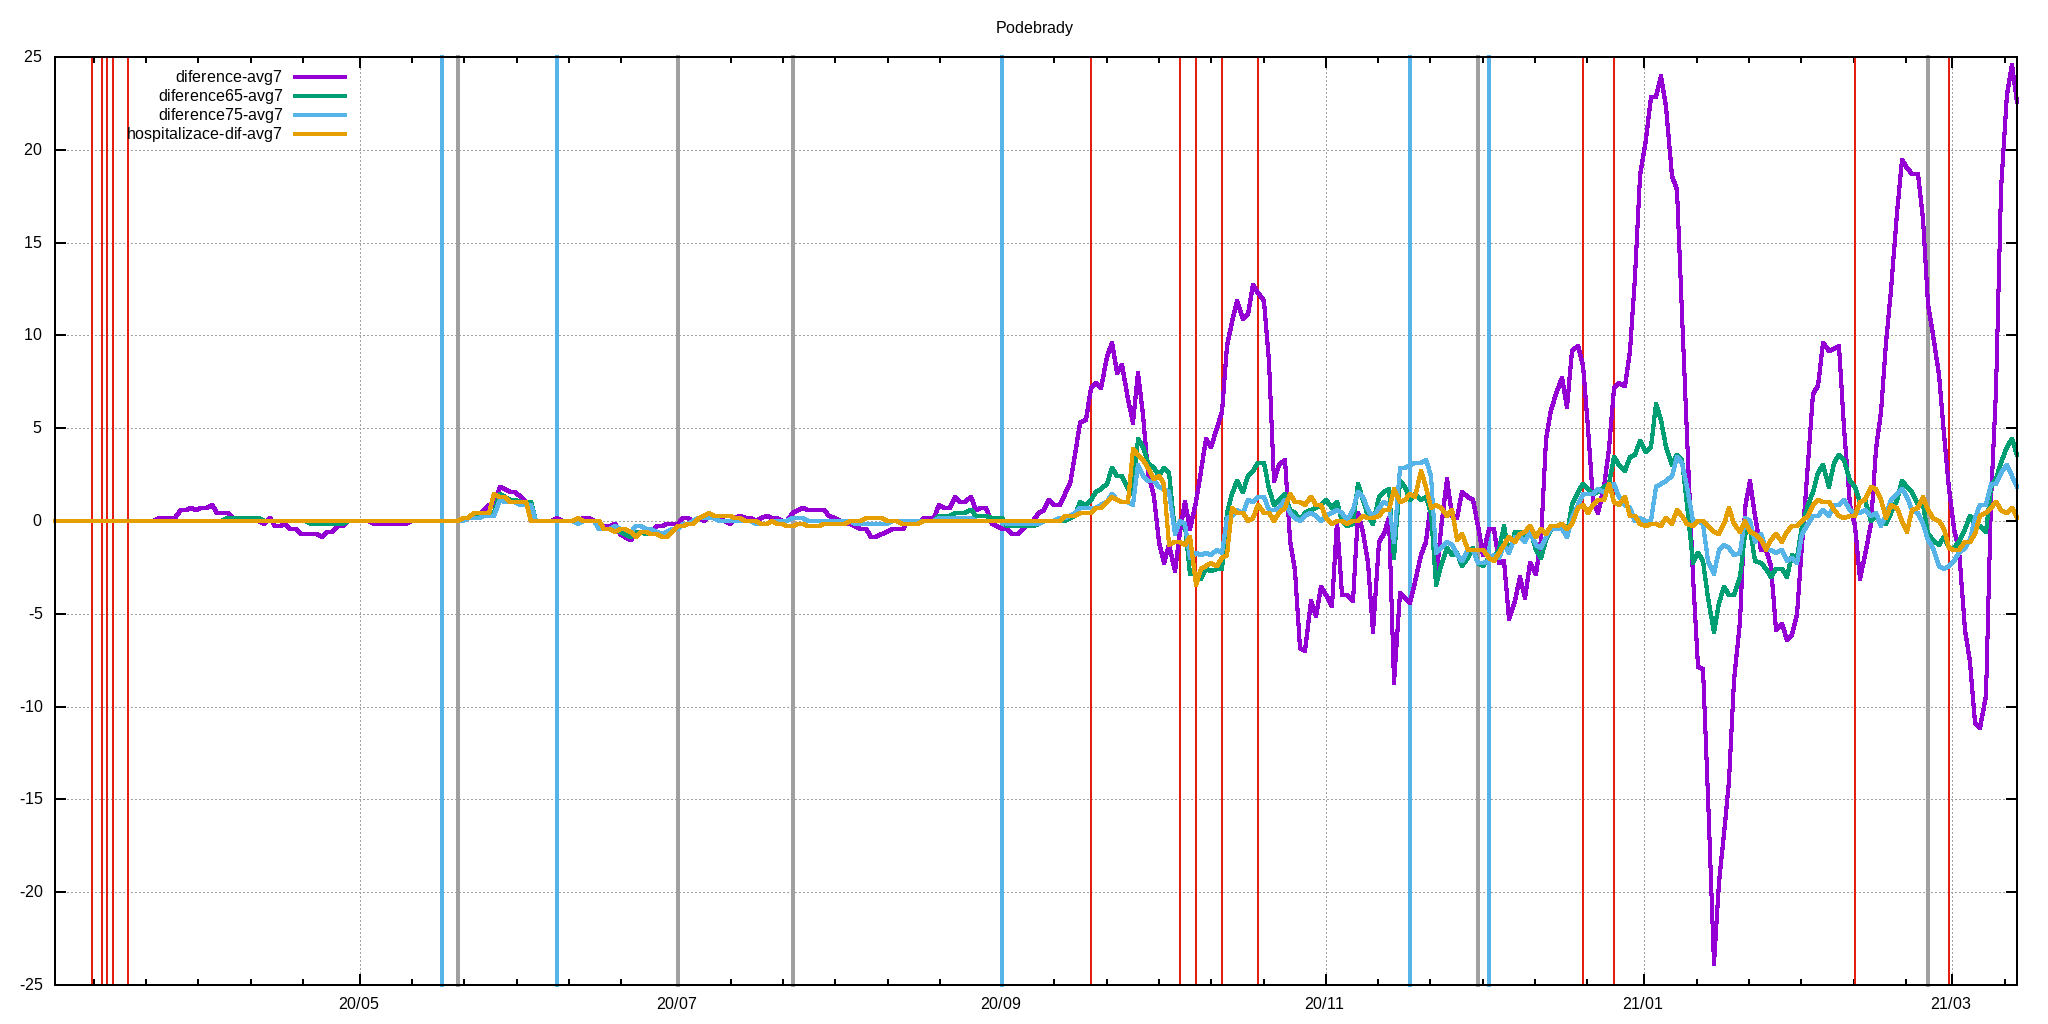 Podebrady
25
diference-avg7
diference65-avg7
diference75-avg7
hospitalizace-dif-avg7
20
15
10
5
0
-5
-10
-15
-20
-25
20/05 20/07 20/09 20/11 21/01 21/03